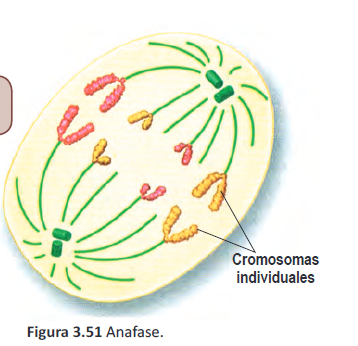 Cromosomas
individuales
Figura 3.51 Anafase.